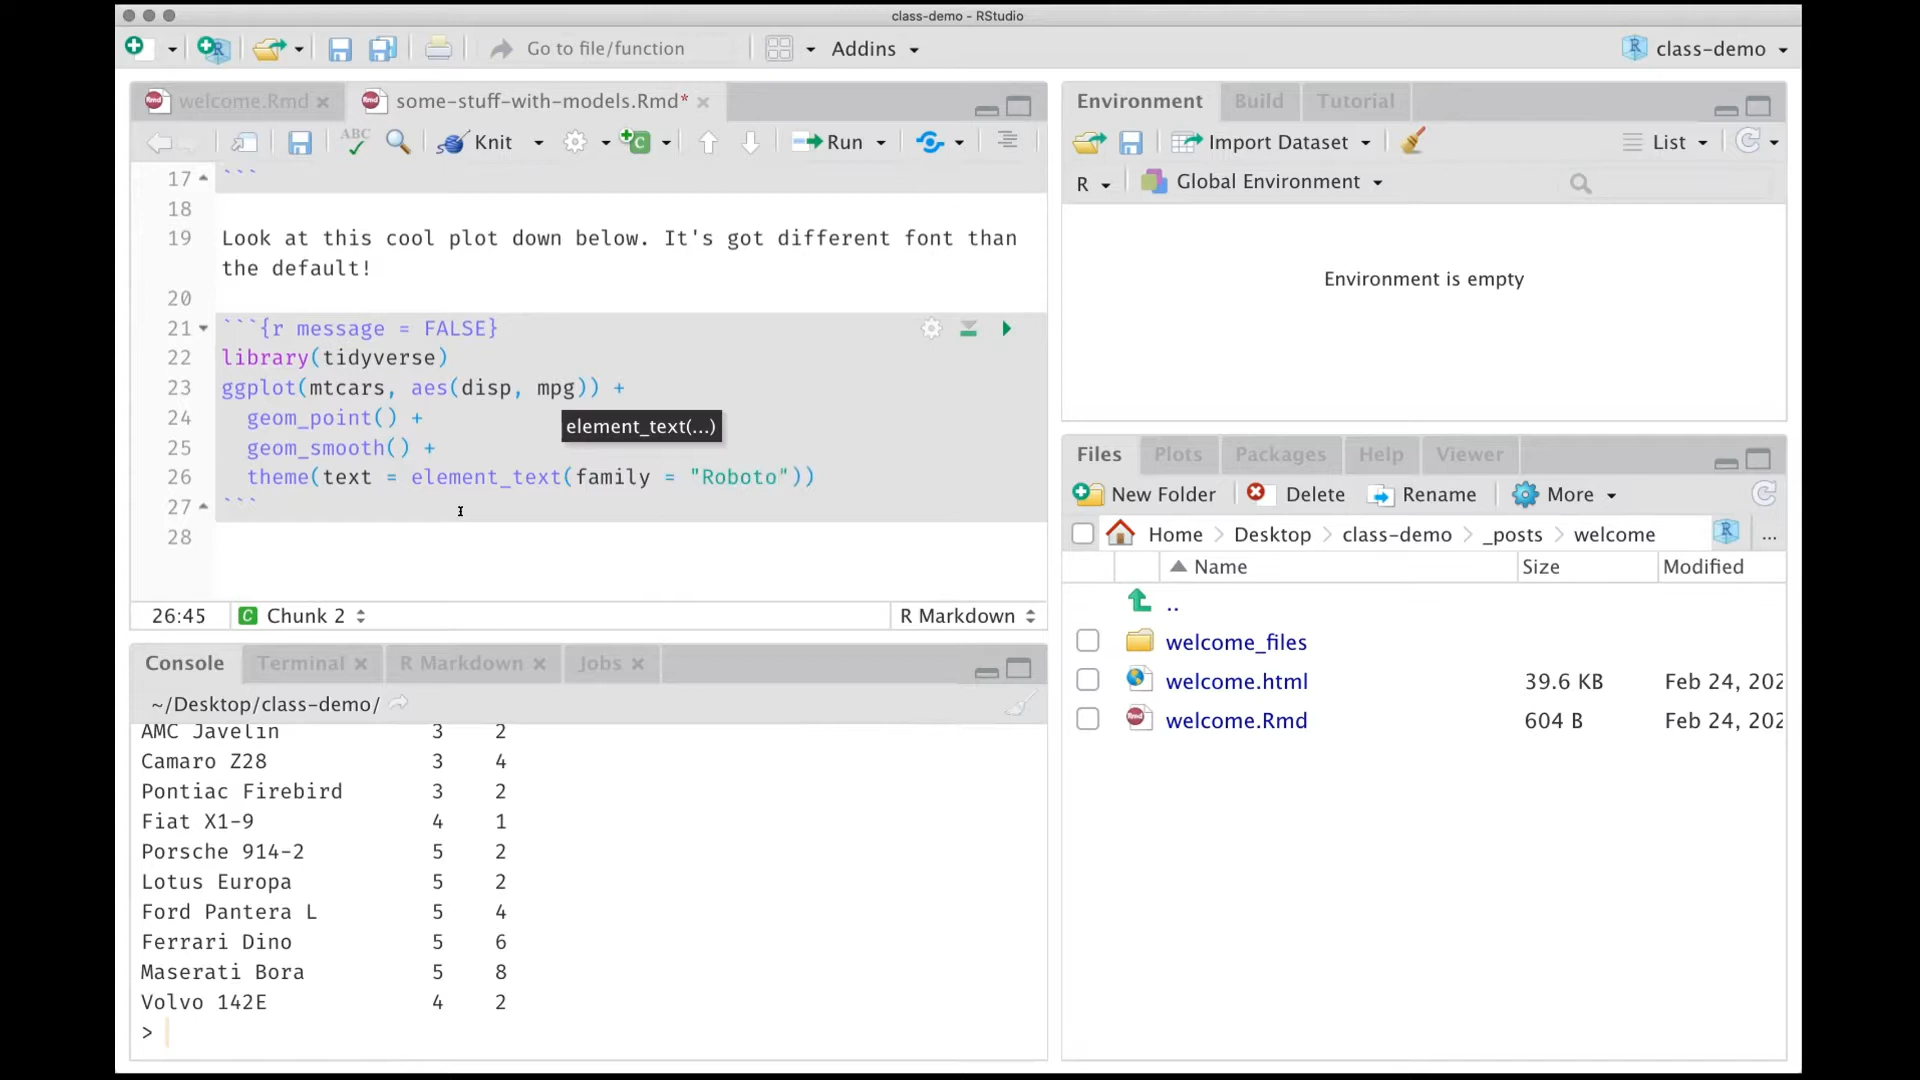 class-demo - RStudio
Go to file/function
Addins
class-demo
welcome.Rmd
some-stuff-with-models.Rmd*
ABC
Knit
Run
17 ```
18
19 Look at this cool plot down below. It's got different font than
the default!
20
21 ```{r message = FALSE}
22 library(tidyverse)
23 ggplot(mtcars, aes(disp, mpg)) +
24 geom_point() +
element_text(...)
25 geom_smooth() +
26 theme(text = element_text(family = "Roboto"))
27 ```
28
26:45
Chunk 2
R Markdown
Console
Terminal
R Markdown
Jobs
~/Desktop/class-demo/
AMC Javelin 3 2
Camaro Z28 3 4
Pontiac Firebird 3 2
Fiat X1-9 4 1
Porsche 914-2 5 2
Lotus Europa 5 2
Ford Pantera L 5 4
Ferrari Dino 5 6
Maserati Bora 5 8
Volvo 142E 4 2
>
Environment
Build
Tutorial
Import Dataset
List
R
Global Environment
Environment is empty
Files
Plots
Packages
Help
Viewer
New Folder
Delete
Rename
More
Home > Desktop > class-demo > _posts > welcome
...
Name
Size
Modified
..
welcome_files
welcome.html 39.6 KB Feb 24, 202
welcome.Rmd 604 B Feb 24, 202